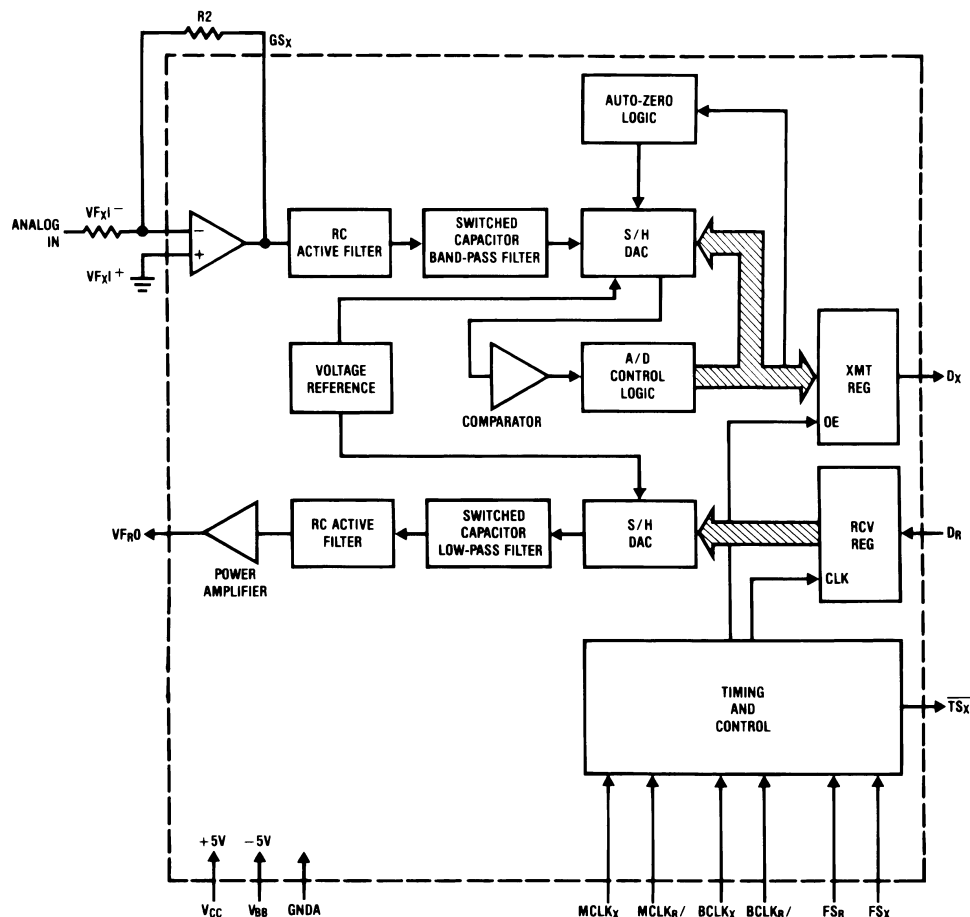 R2
GSX
AUTO-ZERO
LOGIC
VFXI−
ANALOG
IN
−
+
VFXI+
RC
ACTIVE FILTER
SWITCHED
CAPACITOR
BAND-PASS FILTER
S/H
DAC
VOLTAGE
REFERENCE
COMPARATOR
A/D
CONTROL
LOGIC
XMT
REG
OE
DX
VFRO
POWER
AMPLIFIER
RC ACTIVE
FILTER
SWITCHED
CAPACITOR
LOW-PASS FILTER
S/H
DAC
RCV
REG
CLK
DR
TIMING
AND
CONTROL
TSX
+5V
−5V
VCC
VBB
GNDA
MCLKX
MCLKR/
BCLKX
BCLKR/
FSR
FSX